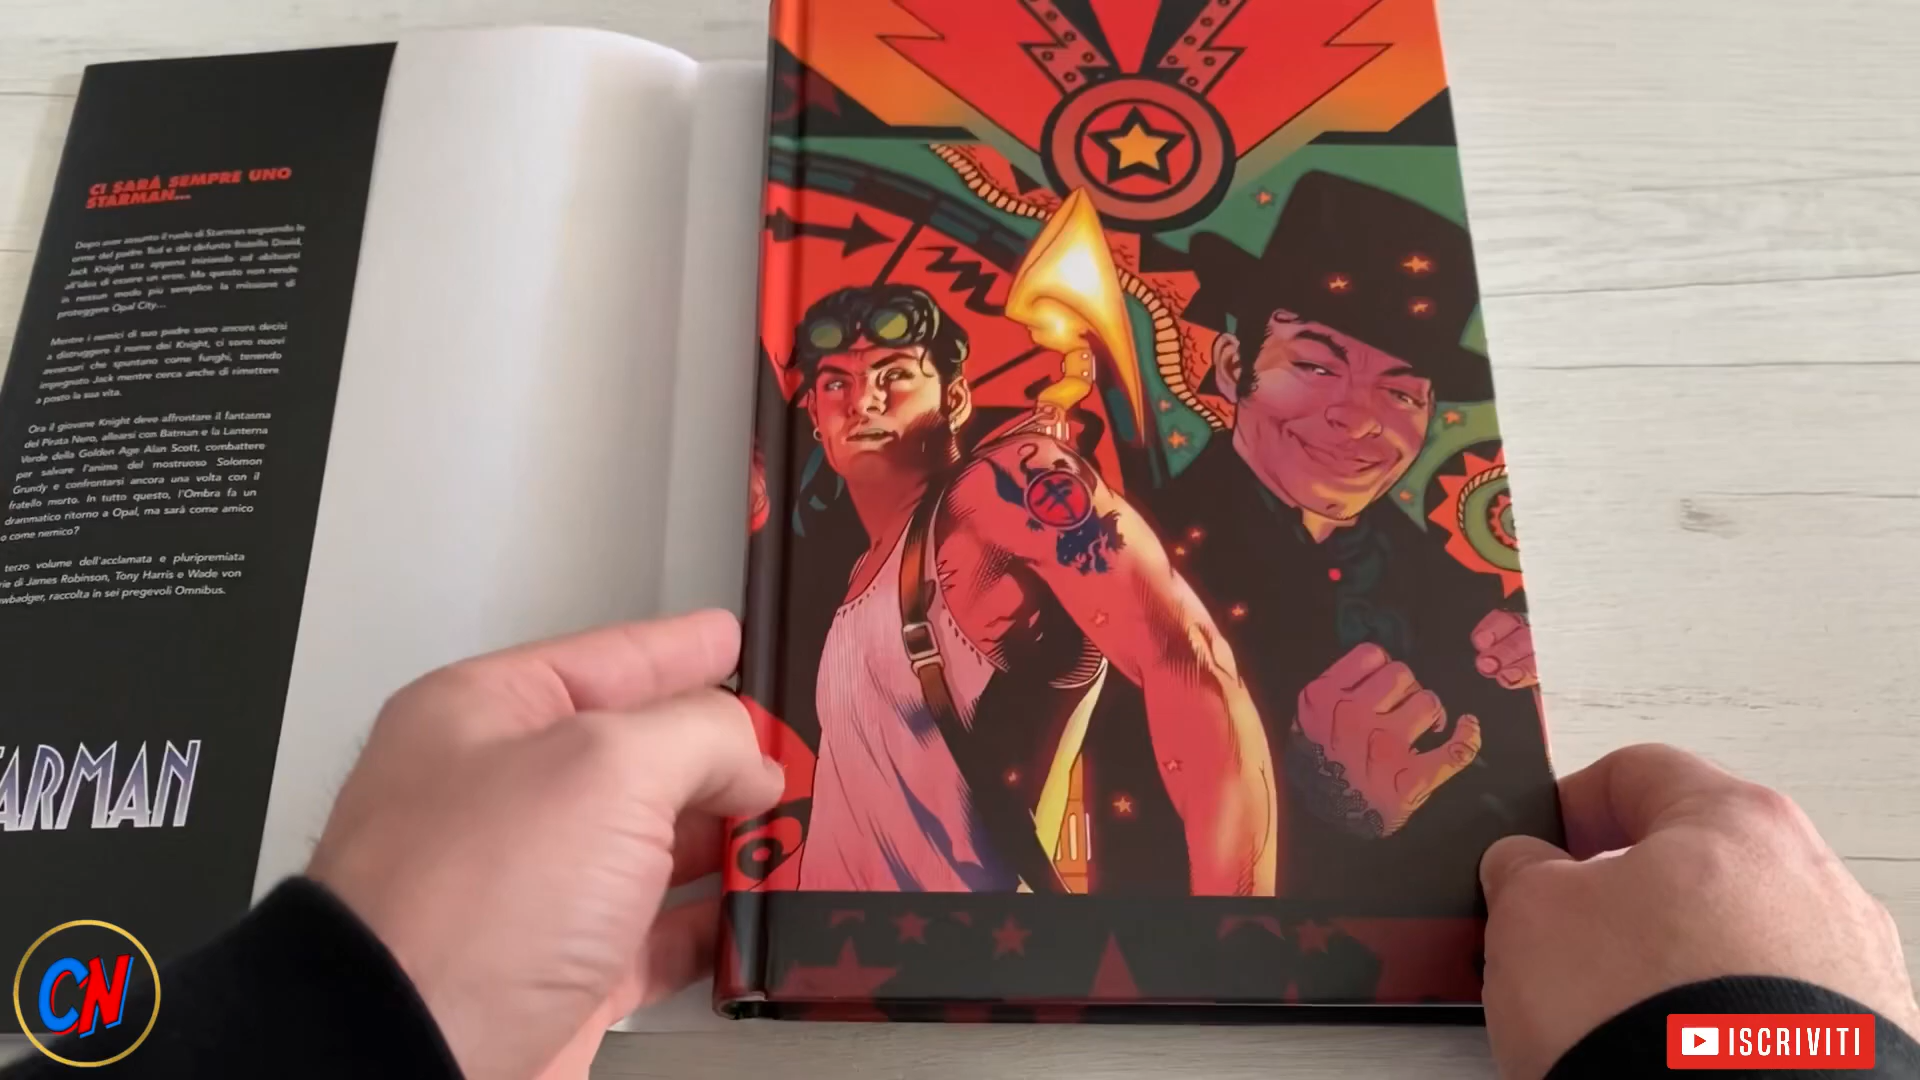 CI SARÀ SEMPRE UNO
STARMAN...
Dopo aver assunto il ruolo di Starman seguendo le
orme del padre Ted e del defunto fratello David,
Jack Knight sta appena iniziando ad abituarsi
all'idea di essere un eroe. Ma questo non rende
in nessun modo più semplice la missione di
proteggere Opal City...
Mentre i nemici di suo padre sono ancora decisi
a distruggere il nome dei Knight, ci sono nuovi
avversari che spuntano come funghi, tenendo
impegnato Jack mentre cerca anche di rimettere
a posto la sua vita.
Ora il giovane Knight deve affrontare il fantasma
del Pirata Nero, allearsi con Batman e la Lanterna
Verde della Golden Age Alan Scott, combattere
per salvare l'anima del mostruoso Solomon
Grundy e confrontarsi ancora una volta con il
fratello morto. In tutto questo, l'Ombra fa un
drammatico ritorno a Opal, ma sarà come amico
o come nemico?
terzo volume dell'acclamata e pluripremiata
rie di James Robinson, Tony Harris e Wade von
wbadger, raccolta in sei pregevoli Omnibus.
TARMAN
CN
ISCRIVITI